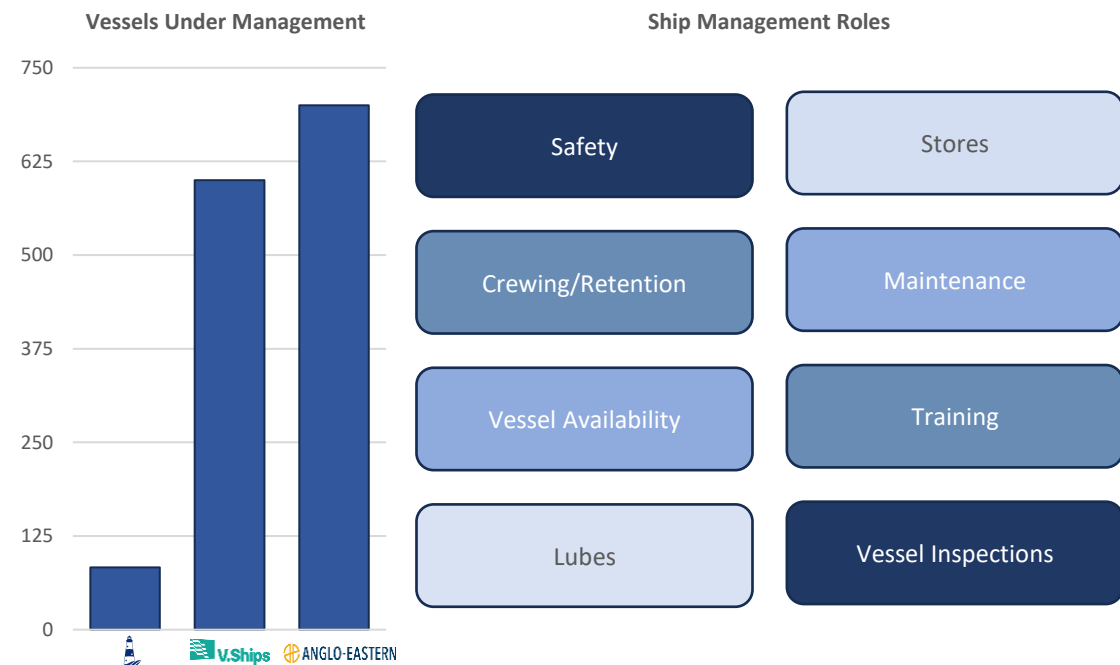 Vessels Under Management
750
625
500
375
250
125
0
V.Ships
ANGLO-EASTERN
Ship Management Roles
Safety
Stores
Crewing/Retention
Maintenance
Vessel Availability
Training
Lubes
Vessel Inspections